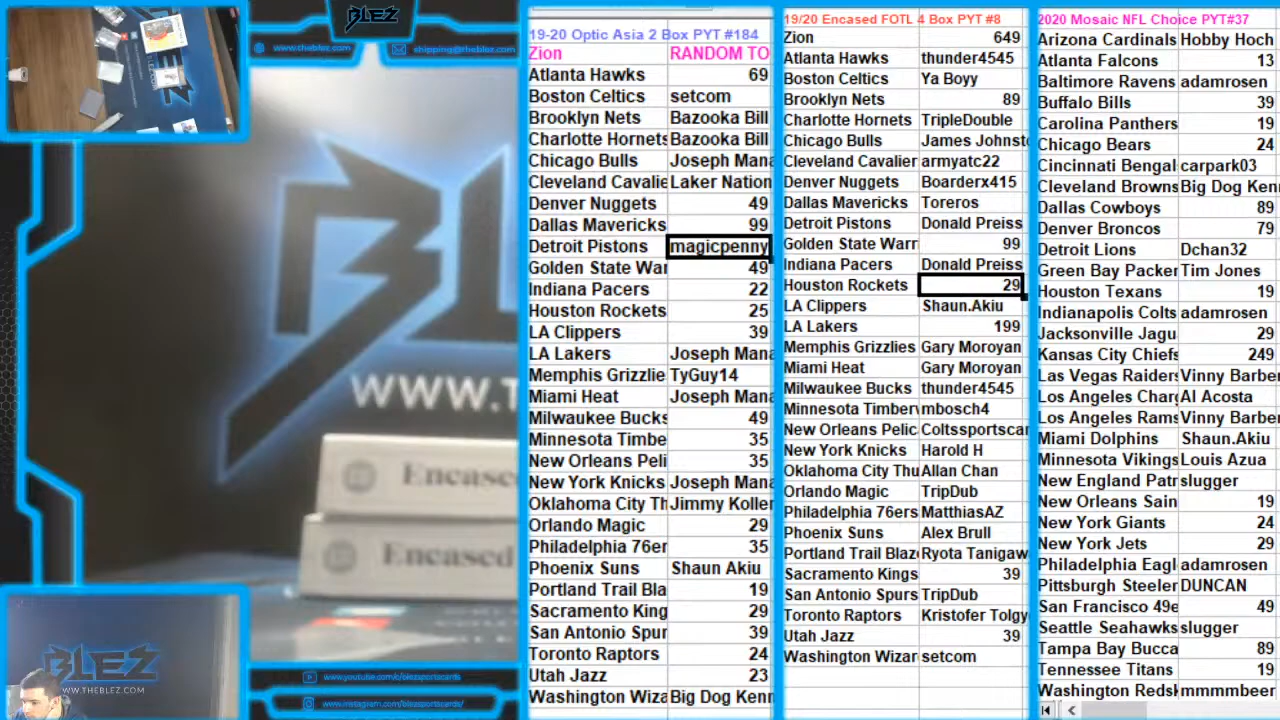 BLEZ
www.theblez.com
shipping@theblez.com
BLEZ
WWW.T
Encased
Encased
BLEZ
WWW.THEBLEZ.COM
www.youtube.com/c/blezsportscards
www.instagram.com/blezsportscards/
19-20 Optic Asia 2 Box PYT #184
Zion RANDOM TO
Atlanta Hawks 69
Boston Celtics setcom
Brooklyn Nets Bazooka Bill
Charlotte Hornets Bazooka Bill
Chicago Bulls Joseph Mana
Cleveland Cavalie Laker Nation
Denver Nuggets 49
Dallas Mavericks 99
Detroit Pistons magicpenny
Golden State War 49
Indiana Pacers 22
Houston Rockets 25
LA Clippers 39
LA Lakers Joseph Mana
Memphis Grizzlie TyGuy14
Miami Heat Joseph Mana
Milwaukee Bucks 49
Minnesota Timbe 35
New Orleans Peli 35
New York Knicks Joseph Mana
Oklahoma City Th Jimmy Koller
Orlando Magic 29
Philadelphia 76er 35
Phoenix Suns Shaun Akiu
Portland Trail Bla 19
Sacramento King 29
San Antonio Spur 39
Toronto Raptors 24
Utah Jazz 23
Washington Wiza Big Dog Kenn
19/20 Encased FOTL 4 Box PYT #8
Zion 649
Atlanta Hawks thunder4545
Boston Celtics Ya Boyy
Brooklyn Nets 89
Charlotte Hornets TripleDouble
Chicago Bulls James Johnsto
Cleveland Cavalier armyatc22
Denver Nuggets Boarderx415
Dallas Mavericks Toreros
Detroit Pistons Donald Preiss
Golden State Warr 99
Indiana Pacers Donald Preiss
Houston Rockets 29
LA Clippers Shaun.Akiu
LA Lakers 199
Memphis Grizzlies Gary Moroyan
Miami Heat Gary Moroyan
Milwaukee Bucks thunder4545
Minnesota Timberv mbosch4
New Orleans Pelic Coltssportscar
New York Knicks Harold H
Oklahoma City Thu Allan Chan
Orlando Magic TripDub
Philadelphia 76ers MatthiasAZ
Phoenix Suns Alex Brull
Portland Trail Blaze Ryota Tanigaw
Sacramento Kings 39
San Antonio Spurs TripDub
Toronto Raptors Kristofer Tolgy
Utah Jazz 39
Washington Wizar setcom
2020 Mosaic NFL Choice PYT#37
Arizona Cardinals Hobby Hoch
Atlanta Falcons 13
Baltimore Ravens adamrosen
Buffalo Bills 39
Carolina Panthers 19
Chicago Bears 24
Cincinnati Bengal carpark03
Cleveland Browns Big Dog Kenn
Dallas Cowboys 89
Denver Broncos 79
Detroit Lions Dchan32
Green Bay Packer Tim Jones
Houston Texans 19
Indianapolis Colts adamrosen
Jacksonville Jagu 29
Kansas City Chiefs 249
Las Vegas Raiders Vinny Barber
Los Angeles Charg Al Acosta
Los Angeles Rams Vinny Barber
Miami Dolphins Shaun.Akiu
Minnesota Vikings Louis Azua
New England Patr slugger
New Orleans Sain 19
New York Giants 24
New York Jets 29
Philadelphia Eagl adamrosen
Pittsburgh Steeler DUNCAN
San Francisco 49e 49
Seattle Seahawks slugger
Tampa Bay Bucca 89
Tennessee Titans 19
Washington Redsk mmmmbeer